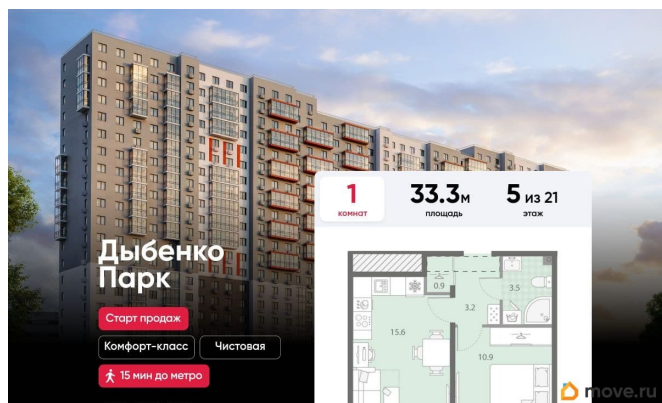 1
комнат
33.3м
площадь
5 из 21
этаж
Дыбенко
Парк
Старт продаж
Комфорт-класс
Чистовая
15 мин до метро
0.9
3.5
3.2
15.6
10.9
move.ru